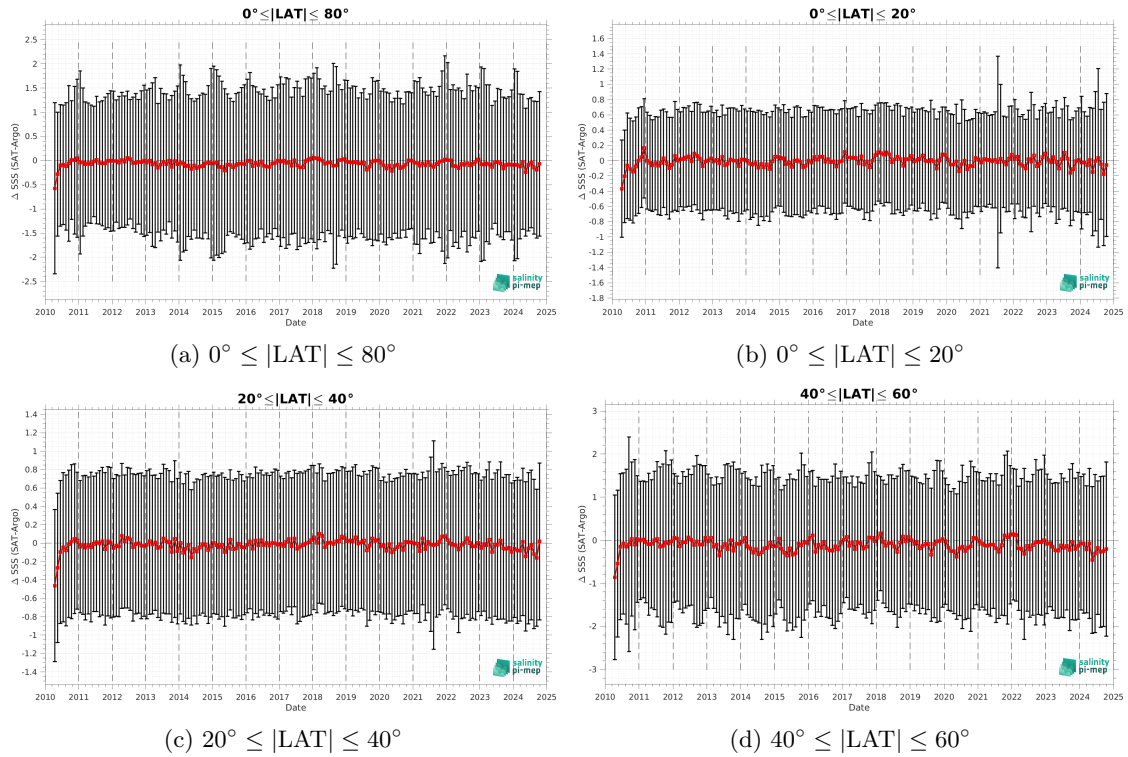 0°≤|LAT|≤ 80°
Δ SSS (SAT-Argo)
2.5
2
1.5
1
0.5
0
-0.5
-1
-1.5
-2
-2.5
2010 2011 2012 2013 2014 2015 2016 2017 2018 2019 2020 2021 2022 2023 2024 2025
Date
salinity
pi-mep
(a) 0° ≤ |LAT| ≤ 80°
0°≤|LAT|≤ 20°
Δ SSS (SAT-Argo)
1.6
1.4
1.2
1
0.8
0.6
0.4
0.2
0
-0.2
-0.4
-0.6
-0.8
-1
-1.2
-1.4
-1.6
-1.8
2010 2011 2012 2013 2014 2015 2016 2017 2018 2019 2020 2021 2022 2023 2024 2025
Date
salinity
pi-mep
(b) 0° ≤ |LAT| ≤ 20°
20°≤|LAT|≤ 40°
Δ SSS (SAT-Argo)
1.4
1.2
1
0.8
0.6
0.4
0.2
0
-0.2
-0.4
-0.6
-0.8
-1
-1.2
-1.4
2010 2011 2012 2013 2014 2015 2016 2017 2018 2019 2020 2021 2022 2023 2024 2025
Date
salinity
pi-mep
(c) 20° ≤ |LAT| ≤ 40°
40°≤|LAT|≤ 60°
Δ SSS (SAT-Argo)
3
2
1
0
-1
-2
-3
2010 2011 2012 2013 2014 2015 2016 2017 2018 2019 2020 2021 2022 2023 2024 2025
Date
salinity
pi-mep
(d) 40° ≤ |LAT| ≤ 60°